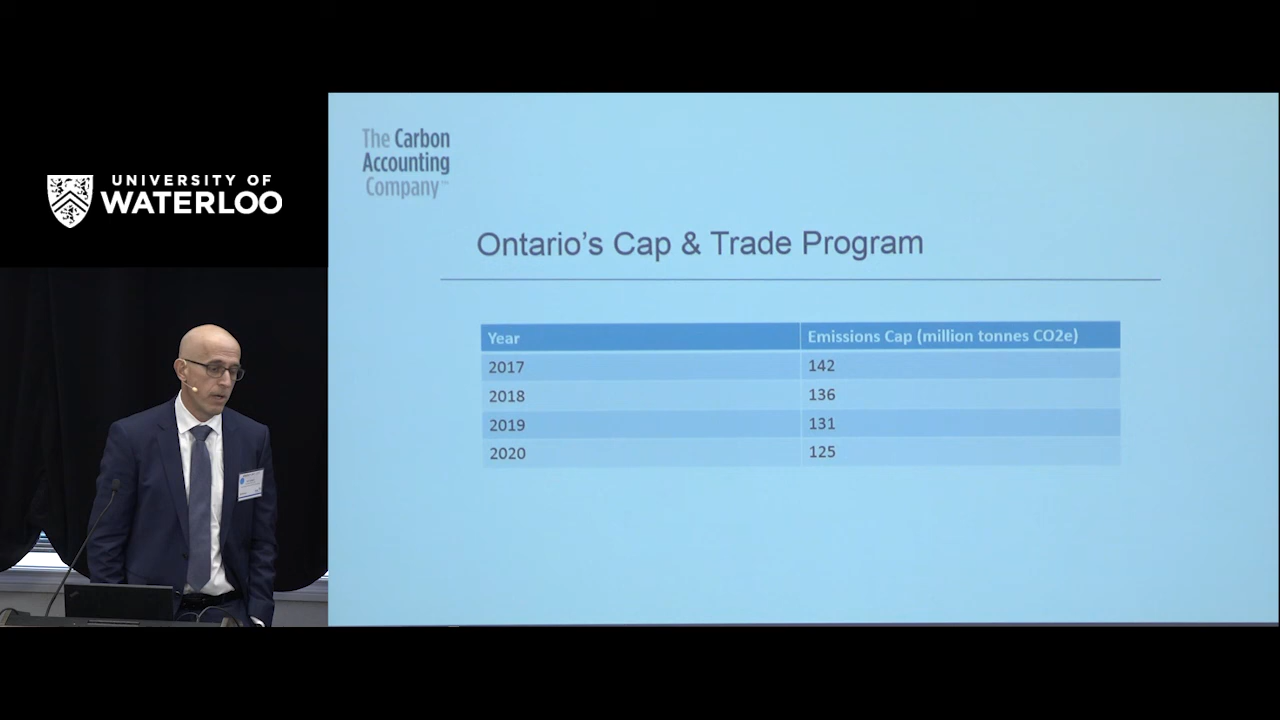 UNIVERSITY OF
WATERLOO
The Carbon
Accounting
Company™
Ontario's Cap & Trade Program
Year Emissions Cap (million tonnes CO2e)
2017 142
2018 136
2019 131
2020 125